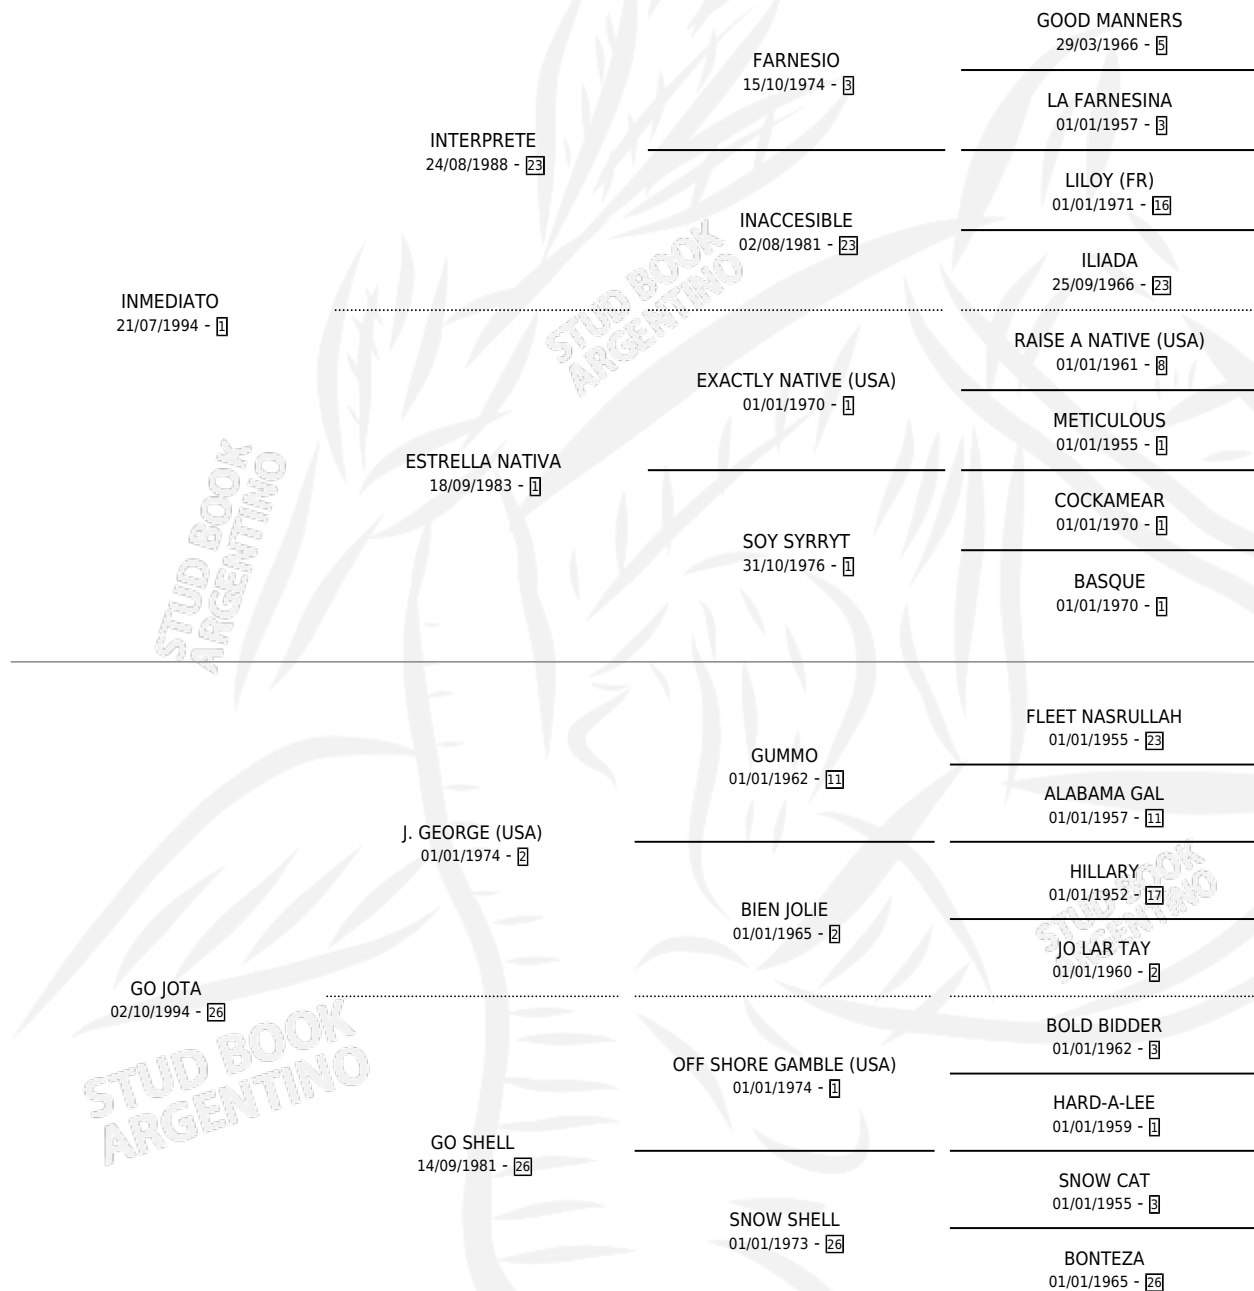 GOOD MANNERS
29/03/1966 - 5
FARNESIO
15/10/1974 - 3
LA FARNESINA
01/01/1957 - 3
INTERPRETE
24/08/1988 - 23
LILOY (FR)
01/01/1971 - 16
INACCESIBLE
02/08/1981 - 23
ILIADA
25/09/1966 - 23
INMEDIATO
21/07/1994 - 1
RAISE A NATIVE (USA)
01/01/1961 - 8
EXACTLY NATIVE (USA)
01/01/1970 - 1
METICULOUS
01/01/1955 - 1
ESTRELLA NATIVA
18/09/1983 - 1
COCKAMEAR
01/01/1970 - 1
SOY SYRRYT
31/10/1976 - 1
BASQUE
01/01/1970 - 1
FLEET NASRULLAH
01/01/1955 - 23
GUMMO
01/01/1962 - 11
ALABAMA GAL
01/01/1957 - 11
J. GEORGE (USA)
01/01/1974 - 2
HILLARY
01/01/1952 - 17
BIEN JOLIE
01/01/1965 - 2
JO LAR TAY
01/01/1960 - 2
GO JOTA
02/10/1994 - 26
BOLD BIDDER
01/01/1962 - 3
OFF SHORE GAMBLE (USA)
01/01/1974 - 1
HARD-A-LEE
01/01/1959 - 1
GO SHELL
14/09/1981 - 26
SNOW CAT
01/01/1955 - 3
SNOW SHELL
01/01/1973 - 26
BONTEZA
01/01/1965 - 26
STUD BOOK
ARGENTINO
STUD BOOK
ARGENTINO
STUD BOOK
ARGENTINO
STUD BOOK
ARGENTINO